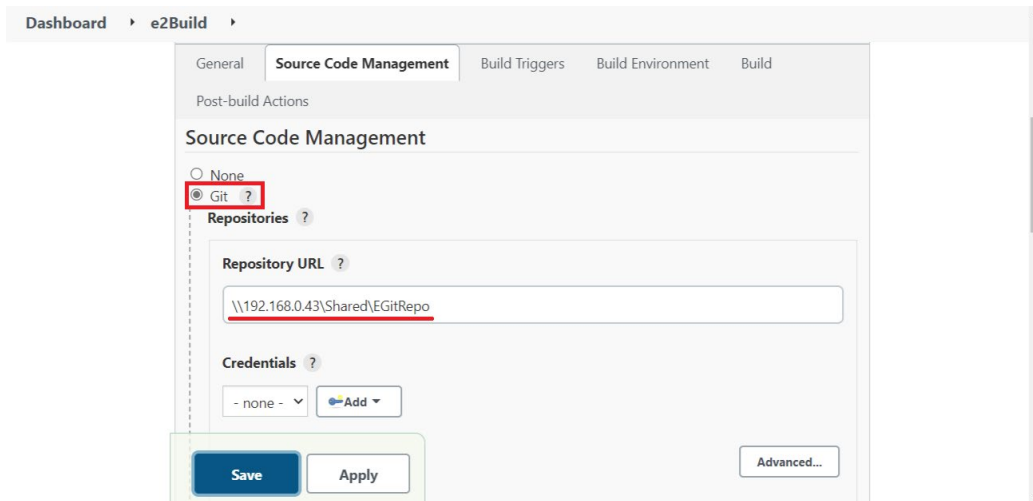 Dashboard ▸ e2Build ▸
General Source Code Management Build Triggers Build Environment Build
Post-build Actions
Source Code Management
None
Git ?
Repositories ?
Repository URL ?
\\192.168.0.43\Shared\EGitRepo
Credentials ?
- none - Add
Advanced...
Save Apply